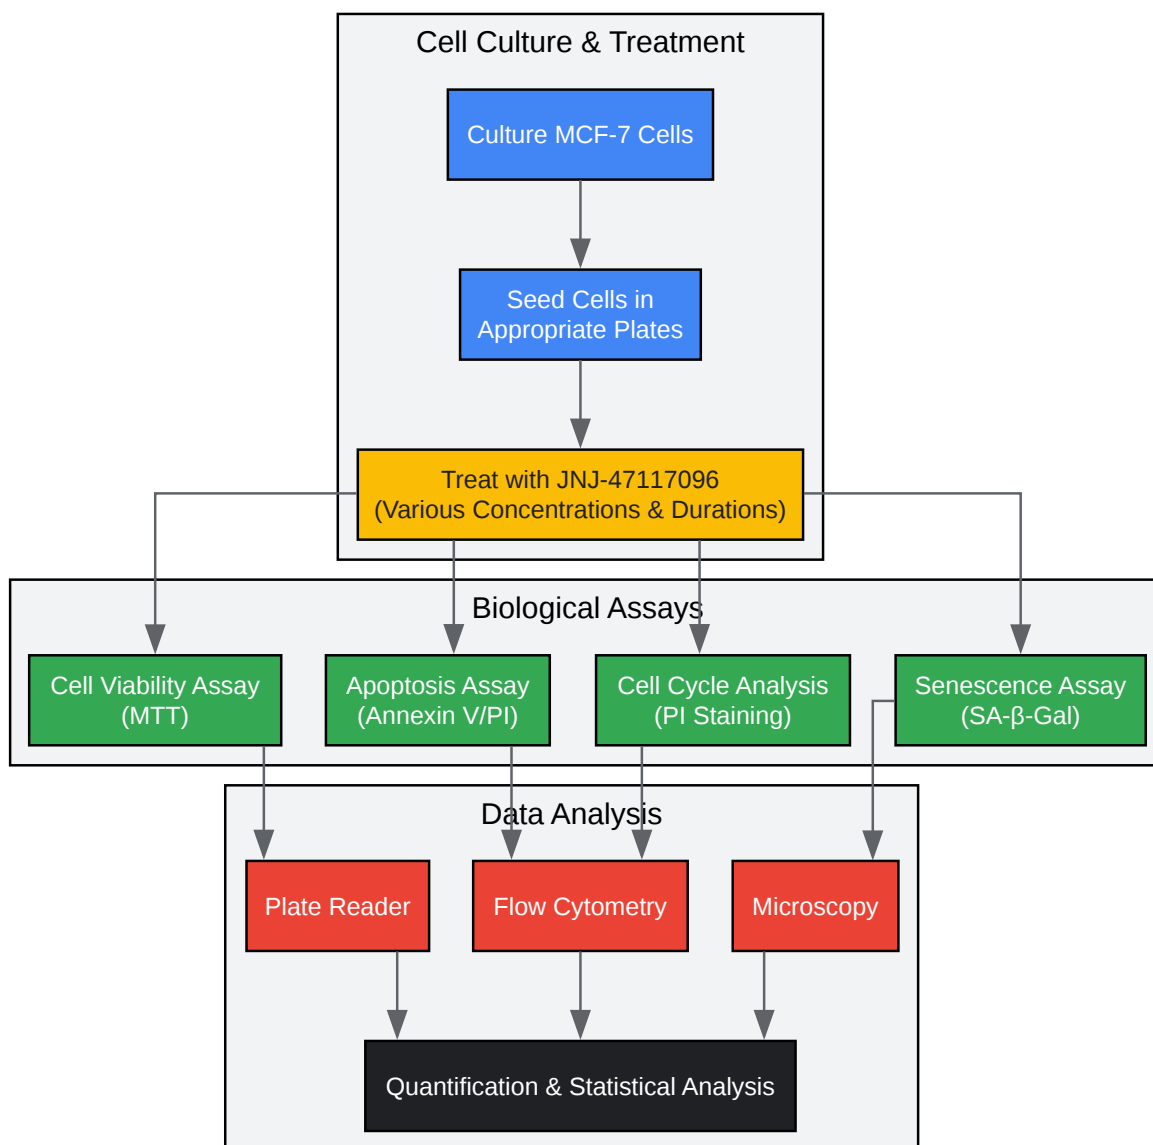 Cell Culture & Treatment
Culture MCF-7 Cells
Seed Cells in
Appropriate Plates
Treat with JNJ-47117096
(Various Concentrations & Durations)
Biological Assays
Cell Viability Assay
(MTT)
Apoptosis Assay
(Annexin V/PI)
Cell Cycle Analysis
(PI Staining)
Senescence Assay
(SA-β-Gal)
Data Analysis
Plate Reader
Flow Cytometry
Microscopy
Quantification & Statistical Analysis